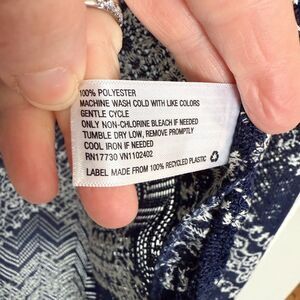 100% POLYESTER
MACHINE WASH COLD WITH LIKE COLORS
GENTLE CYCLE
ONLY NON-CHLORINE BLEACH IF NEEDED
TUMBLE DRY LOW, REMOVE PROMPTLY
COOL IRON IF NEEDED
RN17730 VN1102402
LABEL MADE FROM 100% RECYCLED PLASTIC